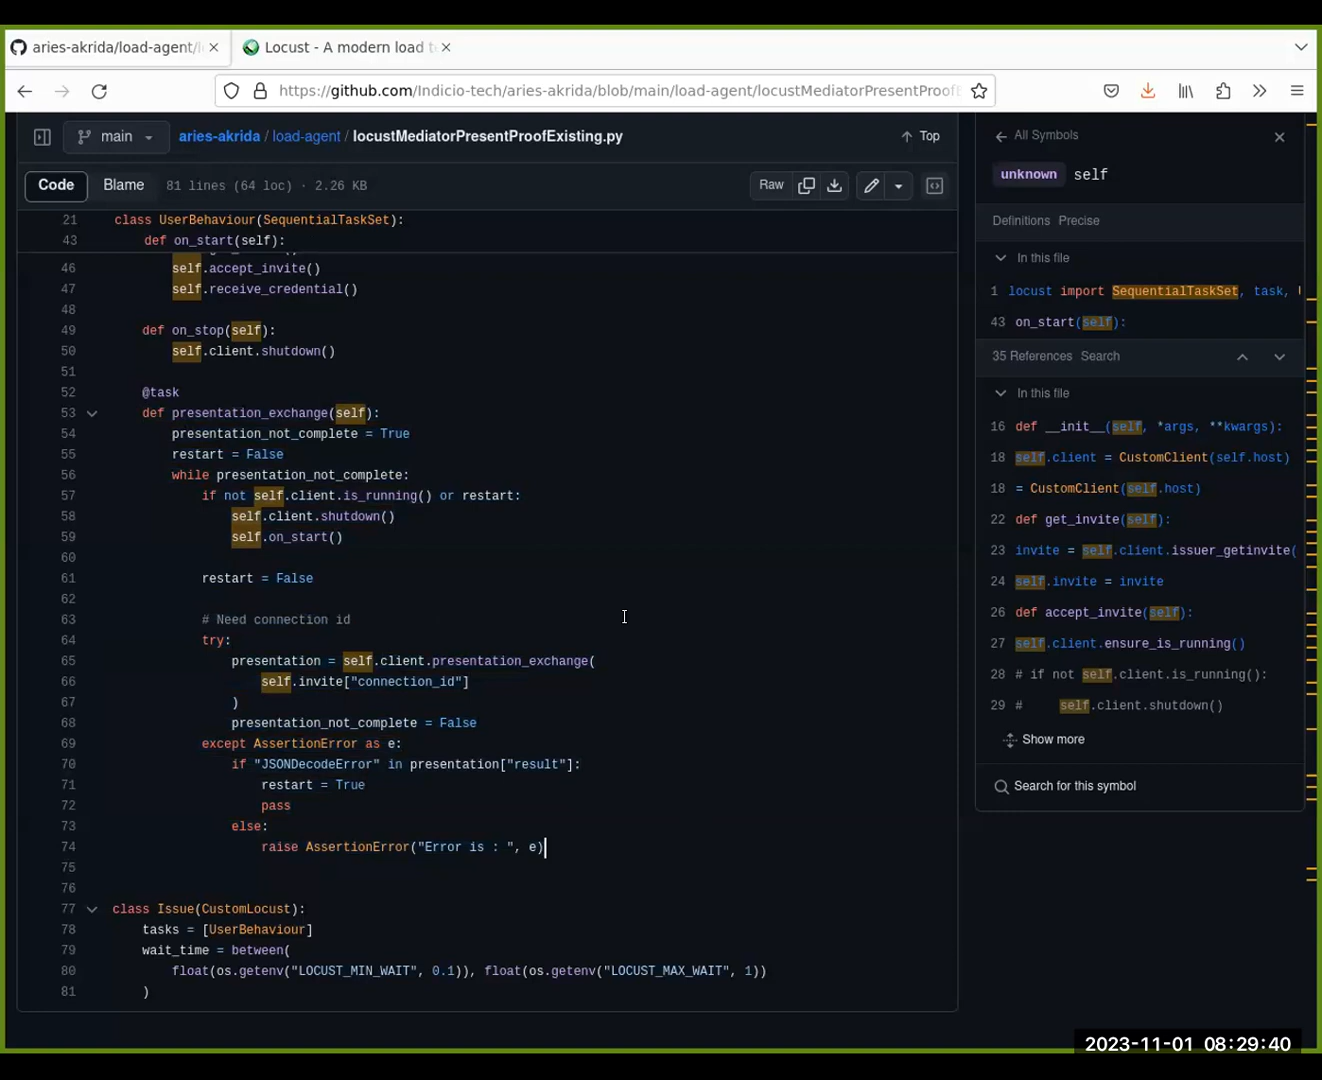 aries-akrida/load-agent/l
Locust - A modern load t
https://github.com/Indicio-tech/aries-akrida/blob/main/load-agent/locustMediatorPresentProofE
main
aries-akrida / load-agent / locustMediatorPresentProofExisting.py
Top
Code Blame 81 lines (64 loc) · 2.26 KB
Raw
21 class UserBehaviour(SequentialTaskSet):
43 def on_start(self):
46 self.accept_invite()
47 self.receive_credential()
48
49 def on_stop(self):
50 self.client.shutdown()
51
52 @task
53 def presentation_exchange(self):
54 presentation_not_complete = True
55 restart = False
56 while presentation_not_complete:
57 if not self.client.is_running() or restart:
58 self.client.shutdown()
59 self.on_start()
60
61 restart = False
62
63 # Need connection id
64 try:
65 presentation = self.client.presentation_exchange(
66 self.invite["connection_id"]
67 )
68 presentation_not_complete = False
69 except AssertionError as e:
70 if "JSONDecodeError" in presentation["result"]:
71 restart = True
72 pass
73 else:
74 raise AssertionError("Error is : ", e)
75
76
77 class Issue(CustomLocust):
78 tasks = [UserBehaviour]
79 wait_time = between(
80 float(os.getenv("LOCUST_MIN_WAIT", 0.1)), float(os.getenv("LOCUST_MAX_WAIT", 1))
81 )
All Symbols
unknown self
Definitions Precise
In this file
1 locust import SequentialTaskSet, task,
43 on_start(self):
35 References Search
In this file
16 def __init__(self, *args, **kwargs):
18 self.client = CustomClient(self.host)
18 = CustomClient(self.host)
22 def get_invite(self):
23 invite = self.client.issuer_getinvite(
24 self.invite = invite
26 def accept_invite(self):
27 self.client.ensure_is_running()
28 # if not self.client.is_running():
29 # self.client.shutdown()
Show more
Search for this symbol
2023-11-01 08:29:40